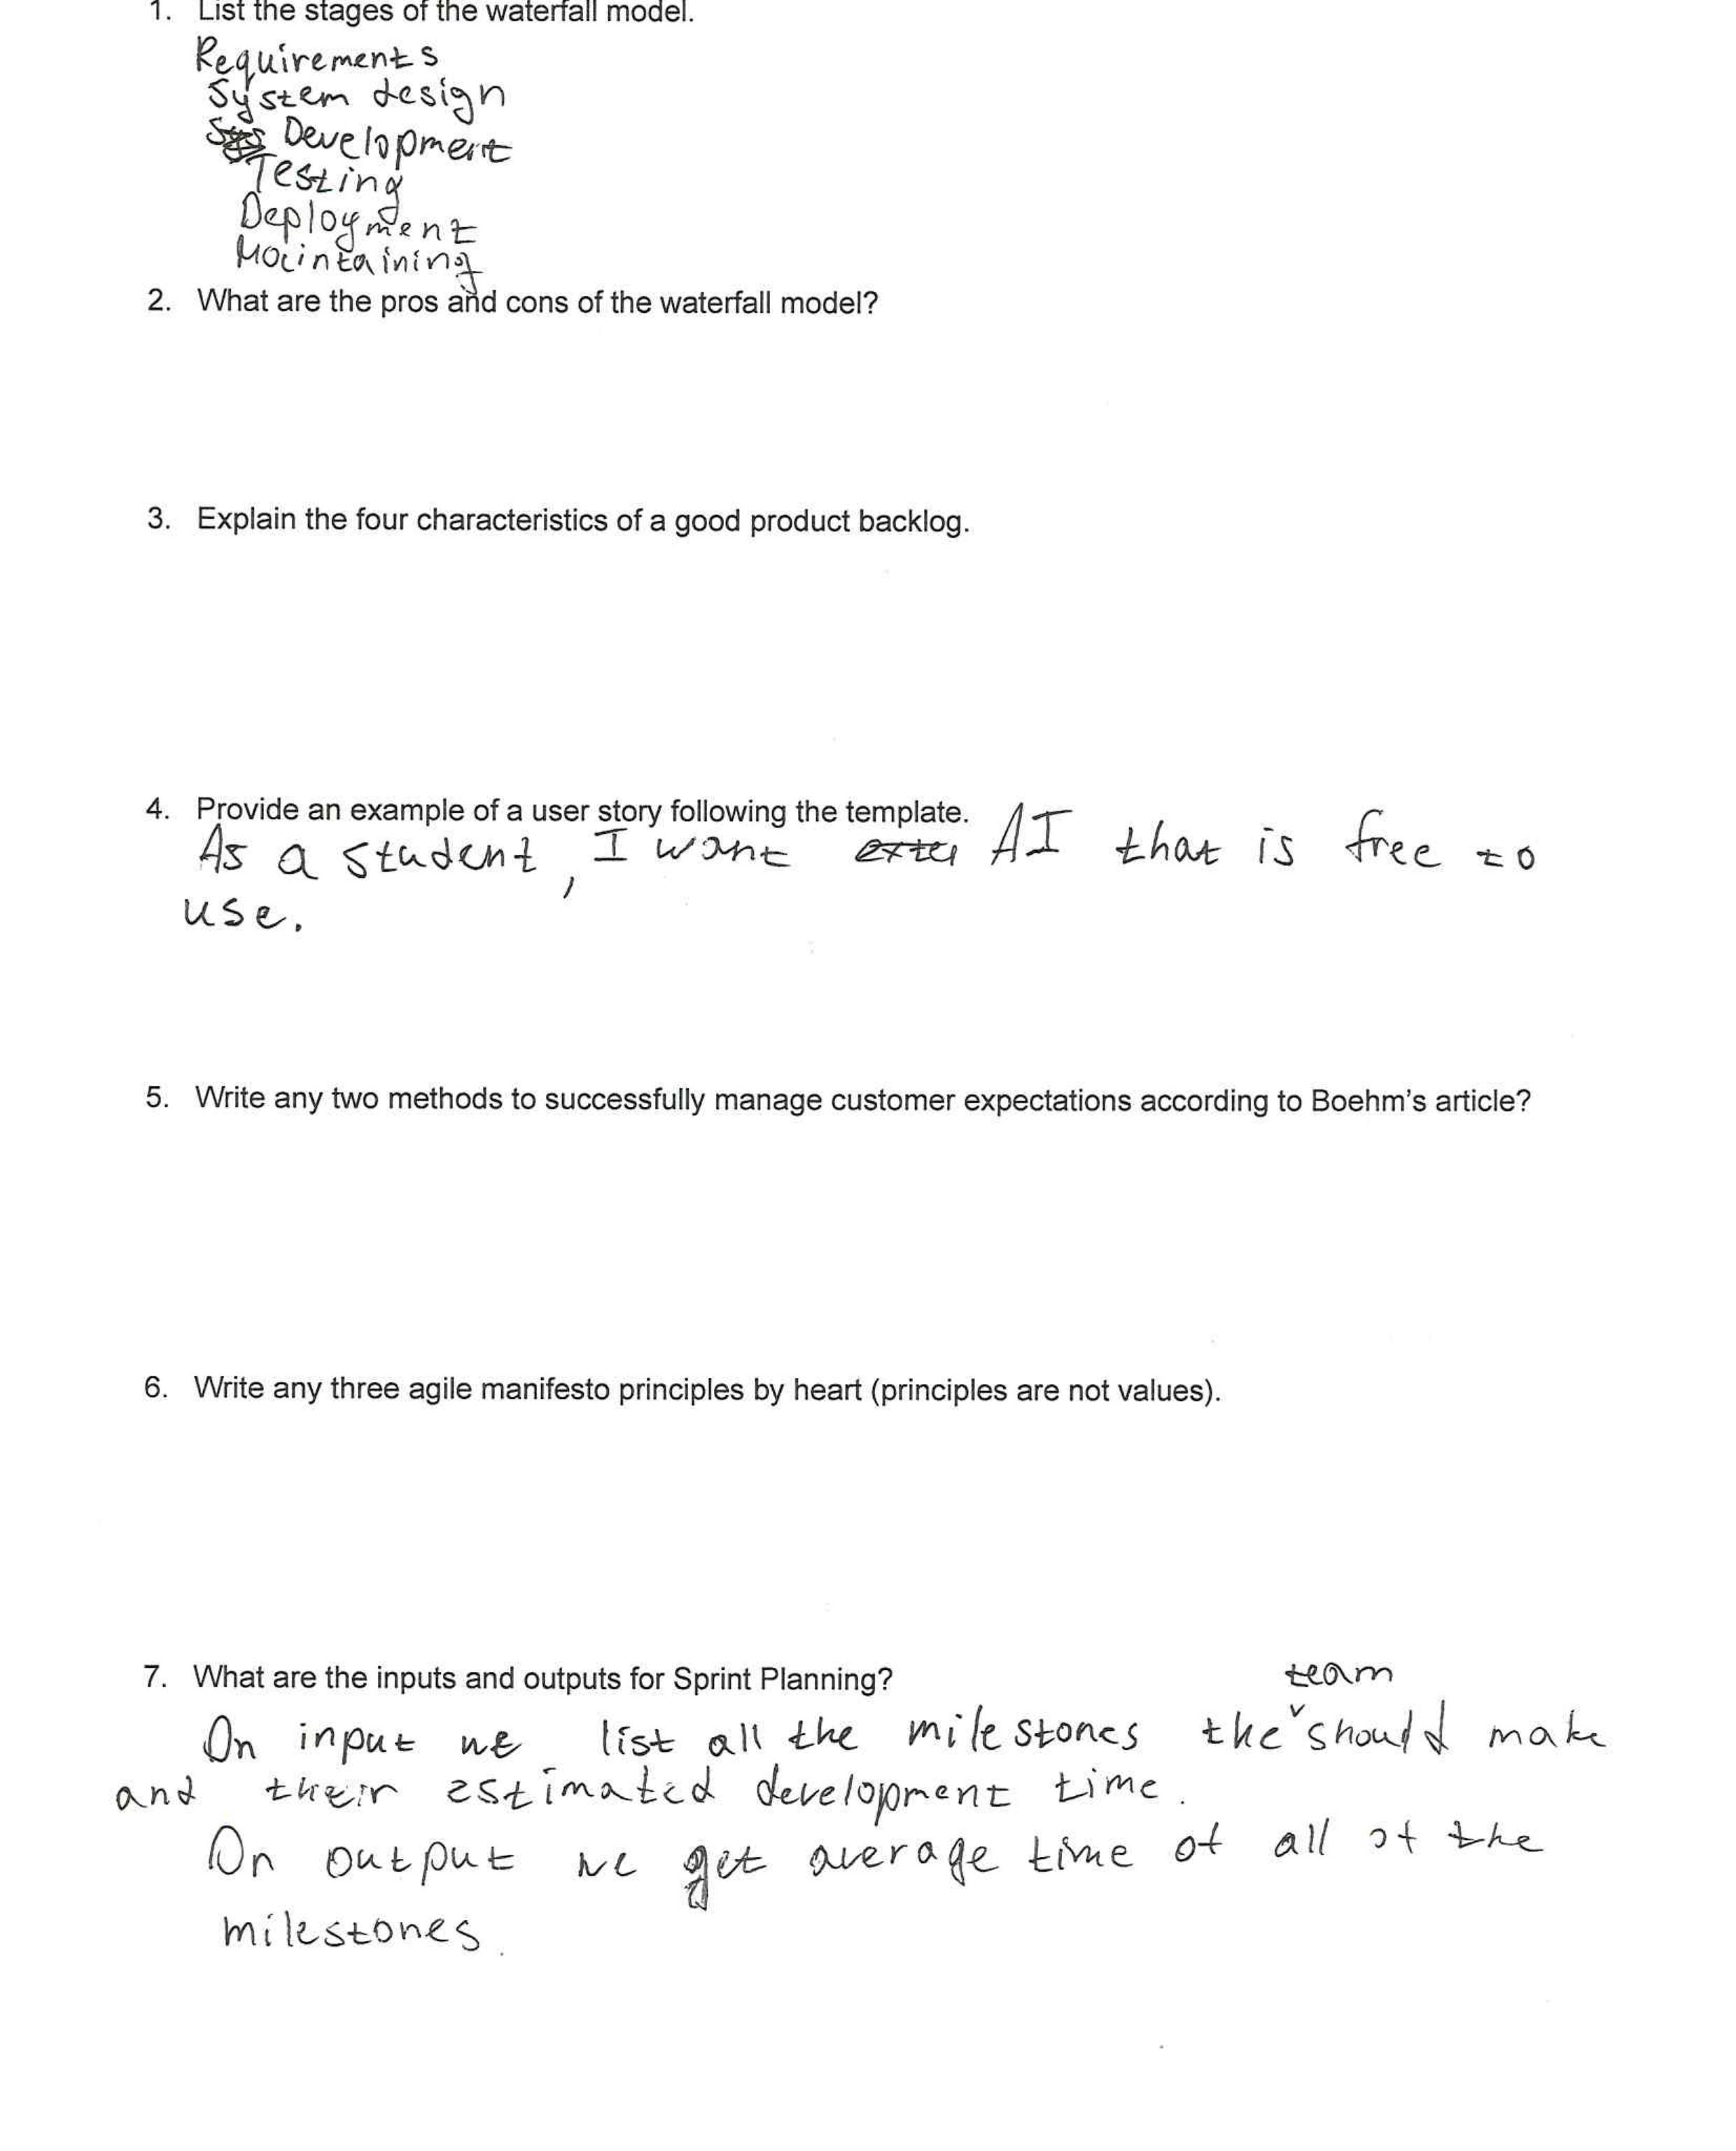 1. List the stages of the waterfall model.
Requirements
System design
Development
Testing
Deployment
Maintaining
2. What are the pros and cons of the waterfall model?
3. Explain the four characteristics of a good product backlog.
4. Provide an example of a user story following the template.
As a student, I want AI that is free to
use.
5. Write any two methods to successfully manage customer expectations according to Boehm's article?
6. Write any three agile manifesto principles by heart (principles are not values).
7. What are the inputs and outputs for Sprint Planning?
team
On input we list all the milestones the should make
and their estimated development time.
On output we get average time of all of the
milestones.